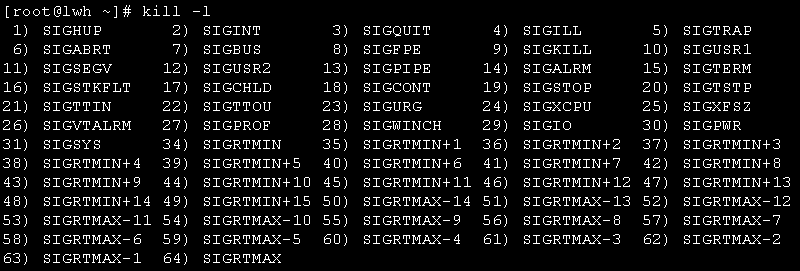 [root@lwh ~]# kill -l
1) SIGHUP 2) SIGINT 3) SIGQUIT 4) SIGILL 5) SIGTRAP
6) SIGABRT 7) SIGBUS 8) SIGFPE 9) SIGKILL 10) SIGUSR1
11) SIGSEGV 12) SIGUSR2 13) SIGPIPE 14) SIGALRM 15) SIGTERM
16) SIGSTKFLT 17) SIGCHLD 18) SIGCONT 19) SIGSTOP 20) SIGTSTP
21) SIGTTIN 22) SIGTTOU 23) SIGURG 24) SIGXCPU 25) SIGXFSZ
26) SIGVTALRM 27) SIGPROF 28) SIGWINCH 29) SIGIO 30) SIGPWR
31) SIGSYS 34) SIGRTMIN 35) SIGRTMIN+1 36) SIGRTMIN+2 37) SIGRTMIN+3
38) SIGRTMIN+4 39) SIGRTMIN+5 40) SIGRTMIN+6 41) SIGRTMIN+7 42) SIGRTMIN+8
43) SIGRTMIN+9 44) SIGRTMIN+10 45) SIGRTMIN+11 46) SIGRTMIN+12 47) SIGRTMIN+13
48) SIGRTMIN+14 49) SIGRTMIN+15 50) SIGRTMAX-14 51) SIGRTMAX-13 52) SIGRTMAX-12
53) SIGRTMAX-11 54) SIGRTMAX-10 55) SIGRTMAX-9 56) SIGRTMAX-8 57) SIGRTMAX-7
58) SIGRTMAX-6 59) SIGRTMAX-5 60) SIGRTMAX-4 61) SIGRTMAX-3 62) SIGRTMAX-2
63) SIGRTMAX-1 64) SIGRTMAX